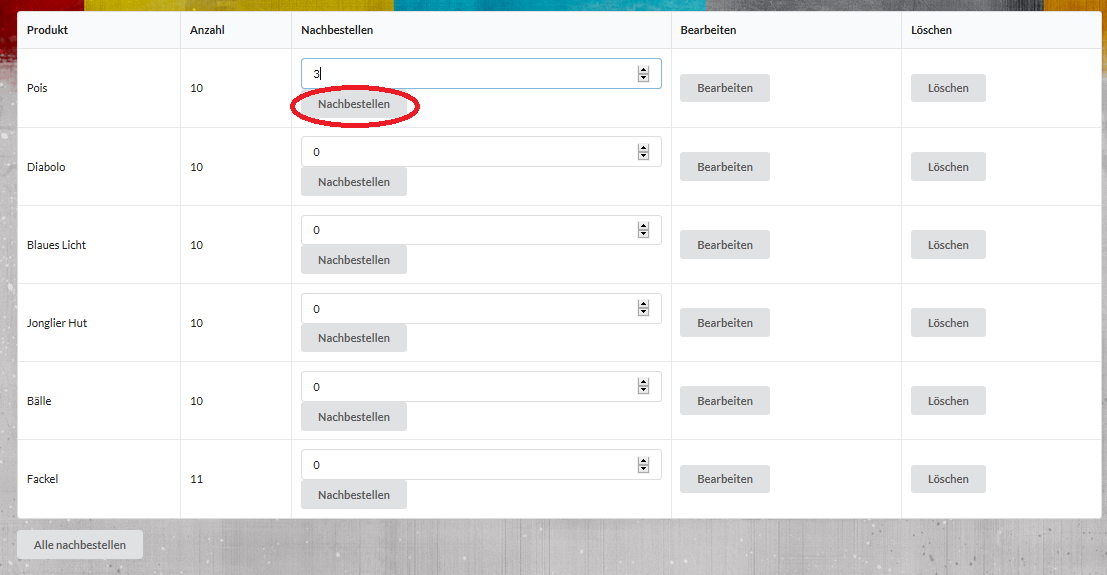 Produkt Anzahl Nachbestellen Bearbeiten Löschen
3
Pois 10 Bearbeiten Löschen
Nachbestellen
0
Diabolo 10 Bearbeiten Löschen
Nachbestellen
0
Blaues Licht 10 Bearbeiten Löschen
Nachbestellen
0
Jonglier Hut 10 Bearbeiten Löschen
Nachbestellen
0
Bälle 10 Bearbeiten Löschen
Nachbestellen
0
Fackel 11 Bearbeiten Löschen
Nachbestellen
Alle nachbestellen